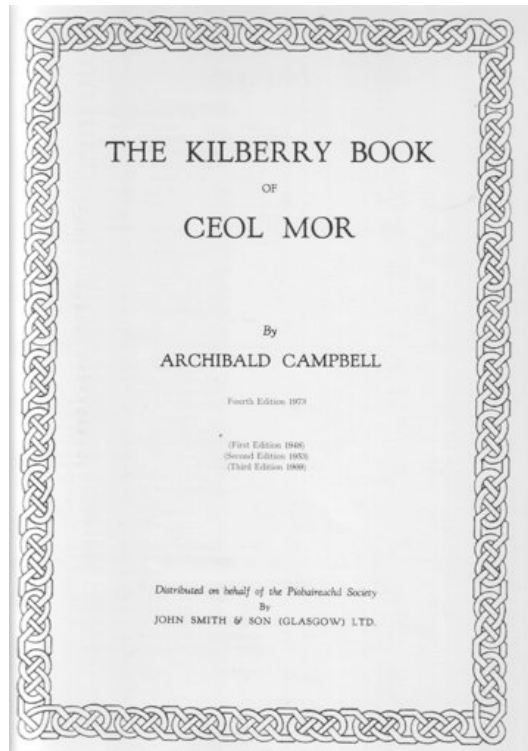 THE KILBERRY BOOK
OF
CEOL MOR
By
ARCHIBALD CAMPBELL
Fourth Edition 1973
(First Edition 1948)
(Second Edition 1953)
(Third Edition 1969)
Distributed on behalf of the Piobaireachd Society
By
JOHN SMITH & SON (GLASGOW) LTD.